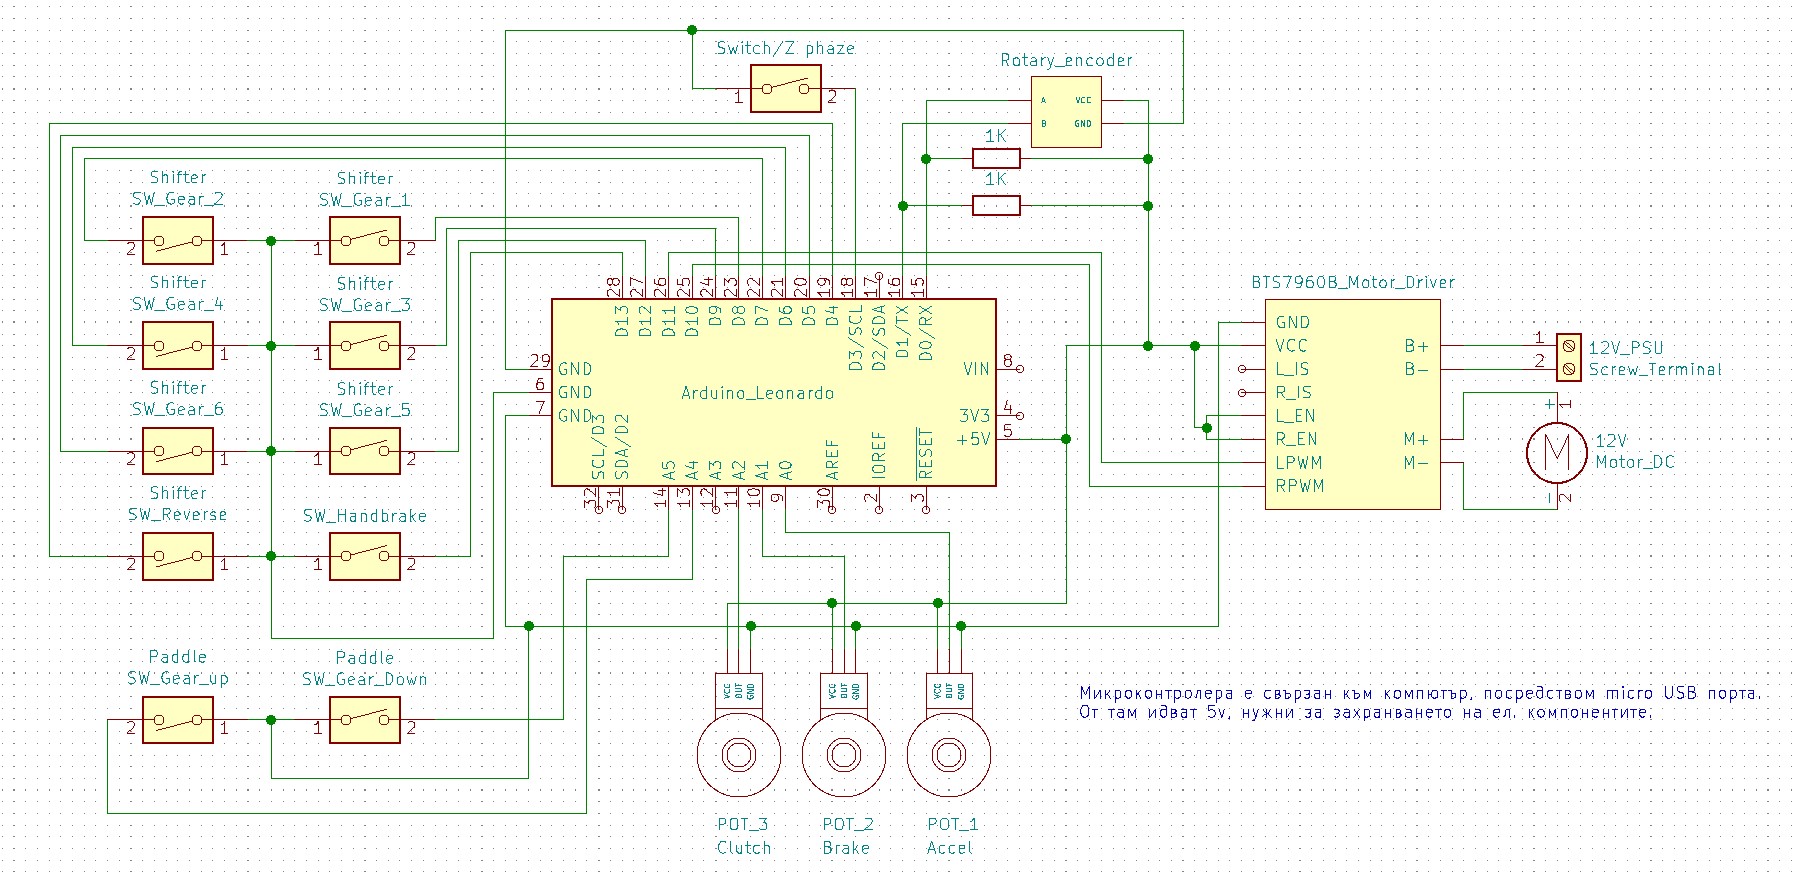 Switch/Z phaze
1
2
Rotary_encoder
A
VCC
B
GND
1K
1K
Shifter
SW_Gear_2
2
1
Shifter
SW_Gear_1
1
2
Shifter
SW_Gear_4
2
1
Shifter
SW_Gear_3
1
2
Shifter
SW_Gear_6
2
1
Shifter
SW_Gear_5
1
2
Shifter
SW_Reverse
2
1
SW_Handbrake
1
2
Paddle
SW_Gear_up
2
1
Paddle
SW_Gear_Down
1
2
28
27
26
25
24
23
22
21
20
19
18
17
16
15
D13
D12
D11
D10
D9
D8
D7
D6
D5
D4
D3/SCL
D2/SDA
D1/TX
D0/RX
29
GND
6
GND
7
GND
Arduino_Leonardo
VIN
8
3V3
4
+5V
5
SCL/D3
SDA/D2
A5
A4
A3
A2
A1
A0
AREF
IOREF
RESET
32
31
14
13
12
11
10
9
30
2
3
BTS7960B_Motor_Driver
GND
VCC
L_IS
R_IS
L_EN
R_EN
LPWM
RPWM
B+
B-
M+
M-
1
2
12V_PSU
Screw_Terminal
+
1
M
12V
Motor_DC
-
2
VCC
OUT
GND
VCC
OUT
GND
VCC
OUT
GND
POT_3
Clutch
POT_2
Brake
POT_1
Accel
Микроконтролера е свързан към компютър, посредством micro USB порта.
От там идват 5v, нужни за захранването на ел. компонентите.